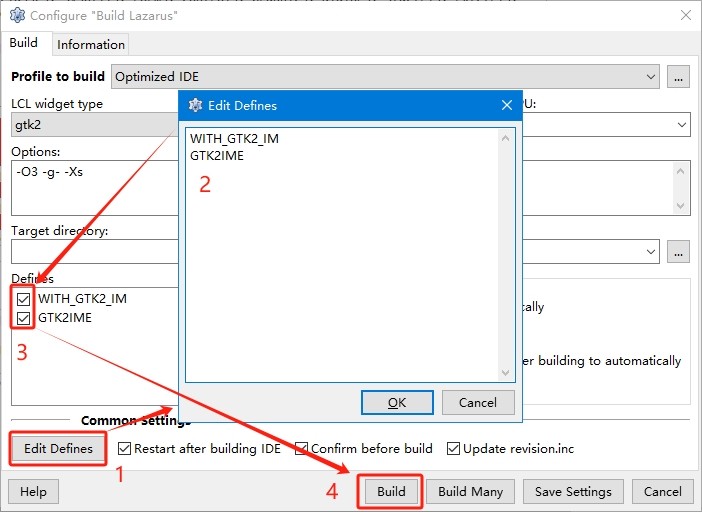 Configure "Build Lazarus"
Build Information
Profile to build Optimized IDE ...
LCL widget type
gtk2
PU:
Options:
-O3 -g- -Xs
Target directory:
...
Defines
WITH_GTK2_IM
GTK2IME
3
cally
er building to automatically
Edit Defines
WITH_GTK2_IM
GTK2IME
2
OK Cancel
Common settings
Edit Defines Restart after building IDE Confirm before build Update revision.inc
1
4
Help Build Build Many Save Settings Cancel